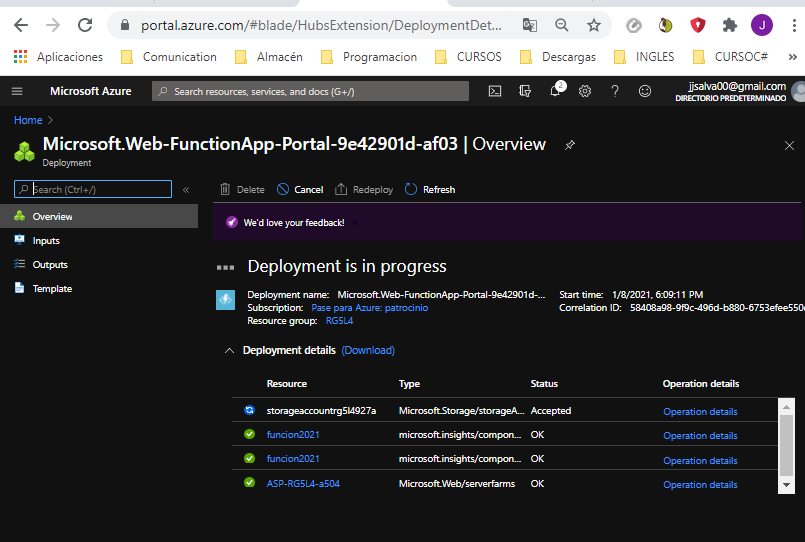 portal.azure.com/#blade/HubsExtension/DeploymentDet...
Aplicaciones Comunication Almacén Programacion CURSOS Descargas INGLES CURSOC# »
Microsoft Azure Search resources, services, and docs (G+/) 2 jjsalva00@gmail.com
DIRECTORIO PREDETERMINADO
Home >
Microsoft.Web-FunctionApp-Portal-9e42901d-af03 | Overview
Deployment
Search (Ctrl+/) «
Delete Cancel Redeploy Refresh
Overview
Inputs
Outputs
Template
We'd love your feedback!
Deployment is in progress
Deployment name: Microsoft.Web-FunctionApp-Portal-9e42901d-...
Subscription: Pase para Azure: patrocinio
Resource group: RG5L4
Start time: 1/8/2021, 6:09:11 PM
Correlation ID: 58408a98-9f9c-496d-b880-6753efee550
Deployment details (Download)
Resource Type Status Operation details
storageaccountrg5l4927a Microsoft.Storage/storageA... Accepted Operation details
funcion2021 microsoft.insights/compon... OK Operation details
funcion2021 microsoft.insights/compon... OK Operation details
ASP-RG5L4-a504 Microsoft.Web/serverfarms OK Operation details